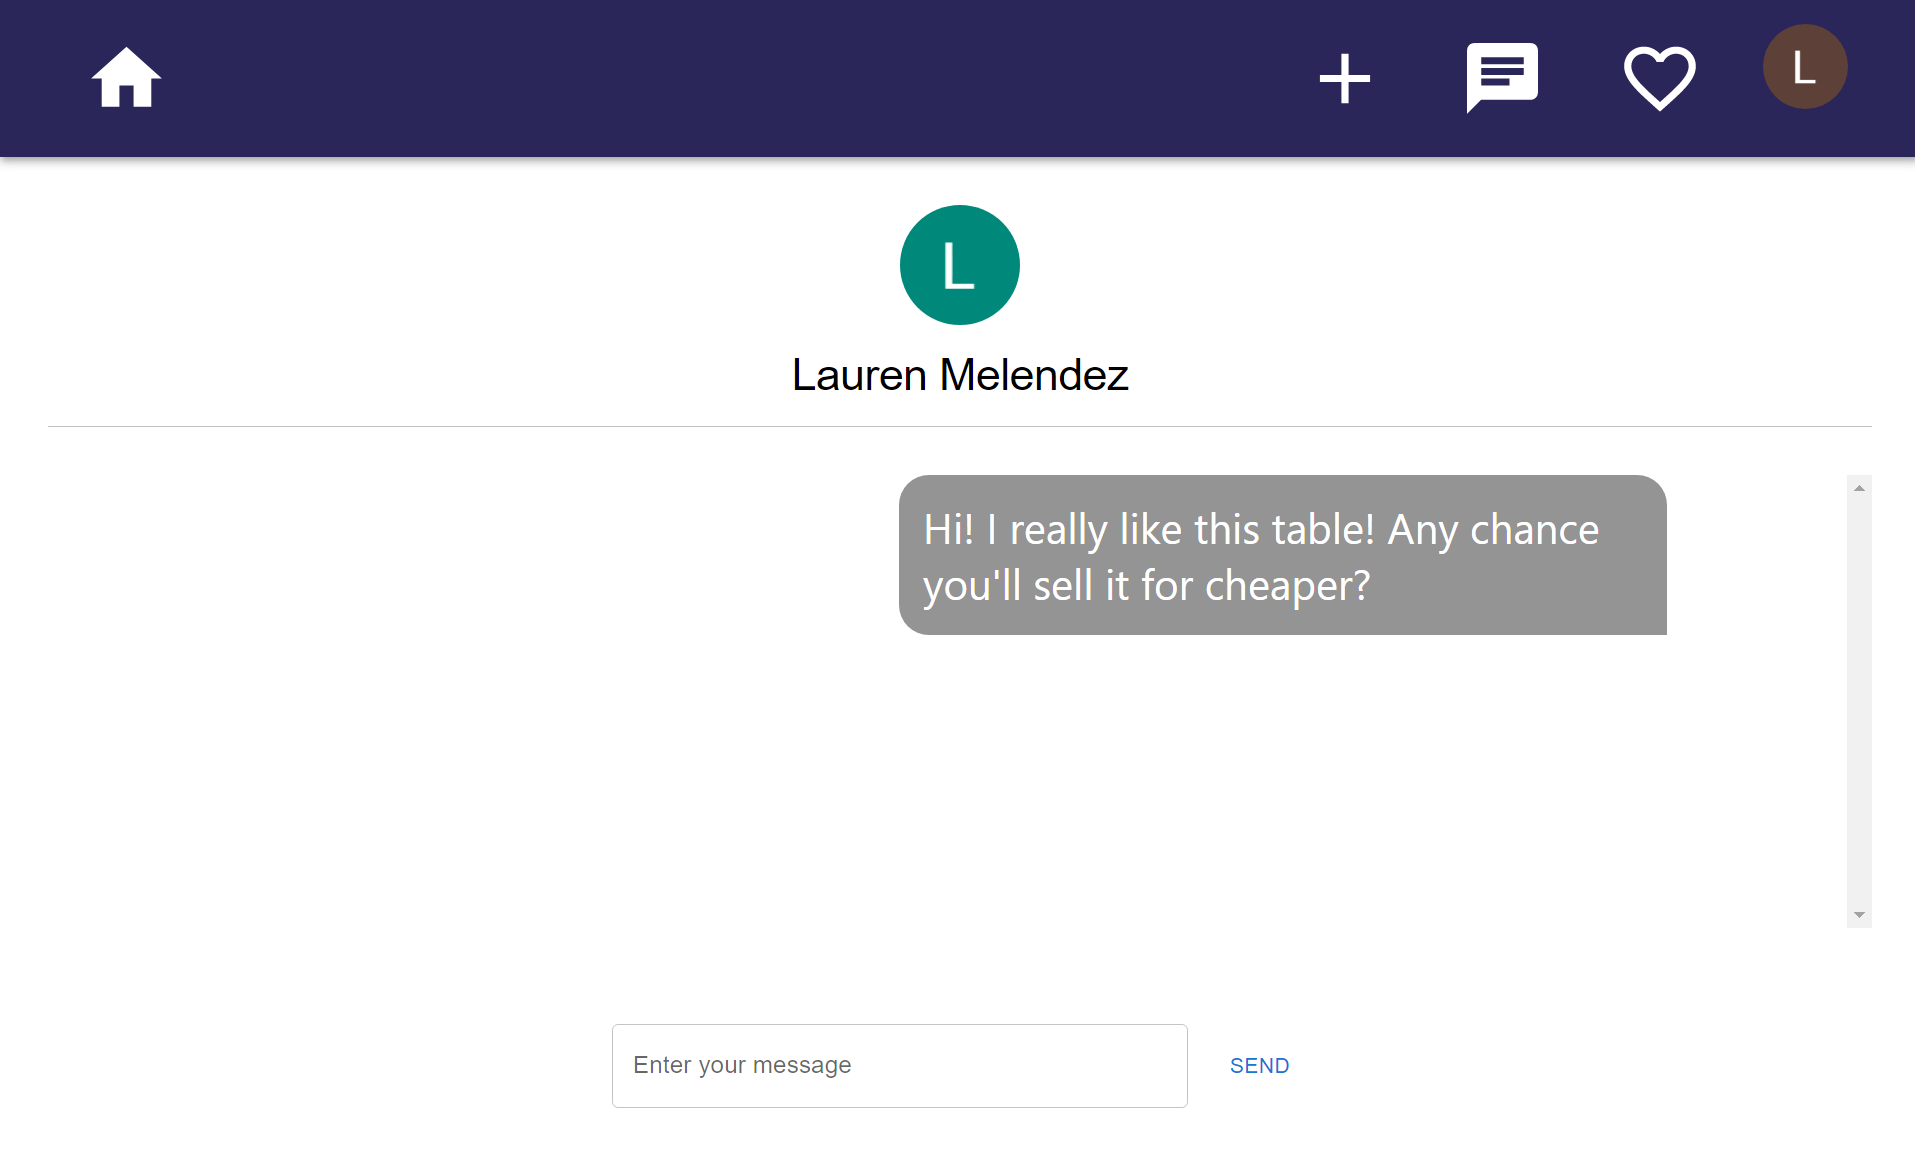 L
L
Lauren Melendez
Hi! I really like this table! Any chance
you'll sell it for cheaper?
Enter your message
SEND